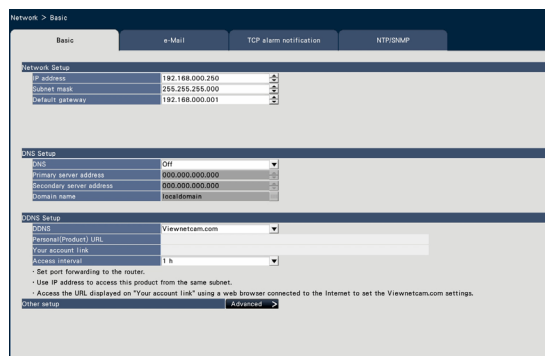 Network > Basic
Basic e-Mail TCP alarm notification NTP/SNMP
Network Setup
IP address 192.168.000.250
Subnet mask 255.255.255.000
Default gateway 192.168.000.001
DNS Setup
DNS Off
Primary server address 000.000.000.000
Secondary server address 000.000.000.000
Domain name localdomain
DDNS Setup
DDNS Viewnetcam.com
Personal(Product) URL
Your account link
Access interval 1 h
· Set port forwarding to the router.
· Use IP address to access this product from the same subnet.
· Access the URL displayed on "Your account link" using a web browser connected to the Internet to set the Viewnetcam.com settings.
Other setup Advanced >